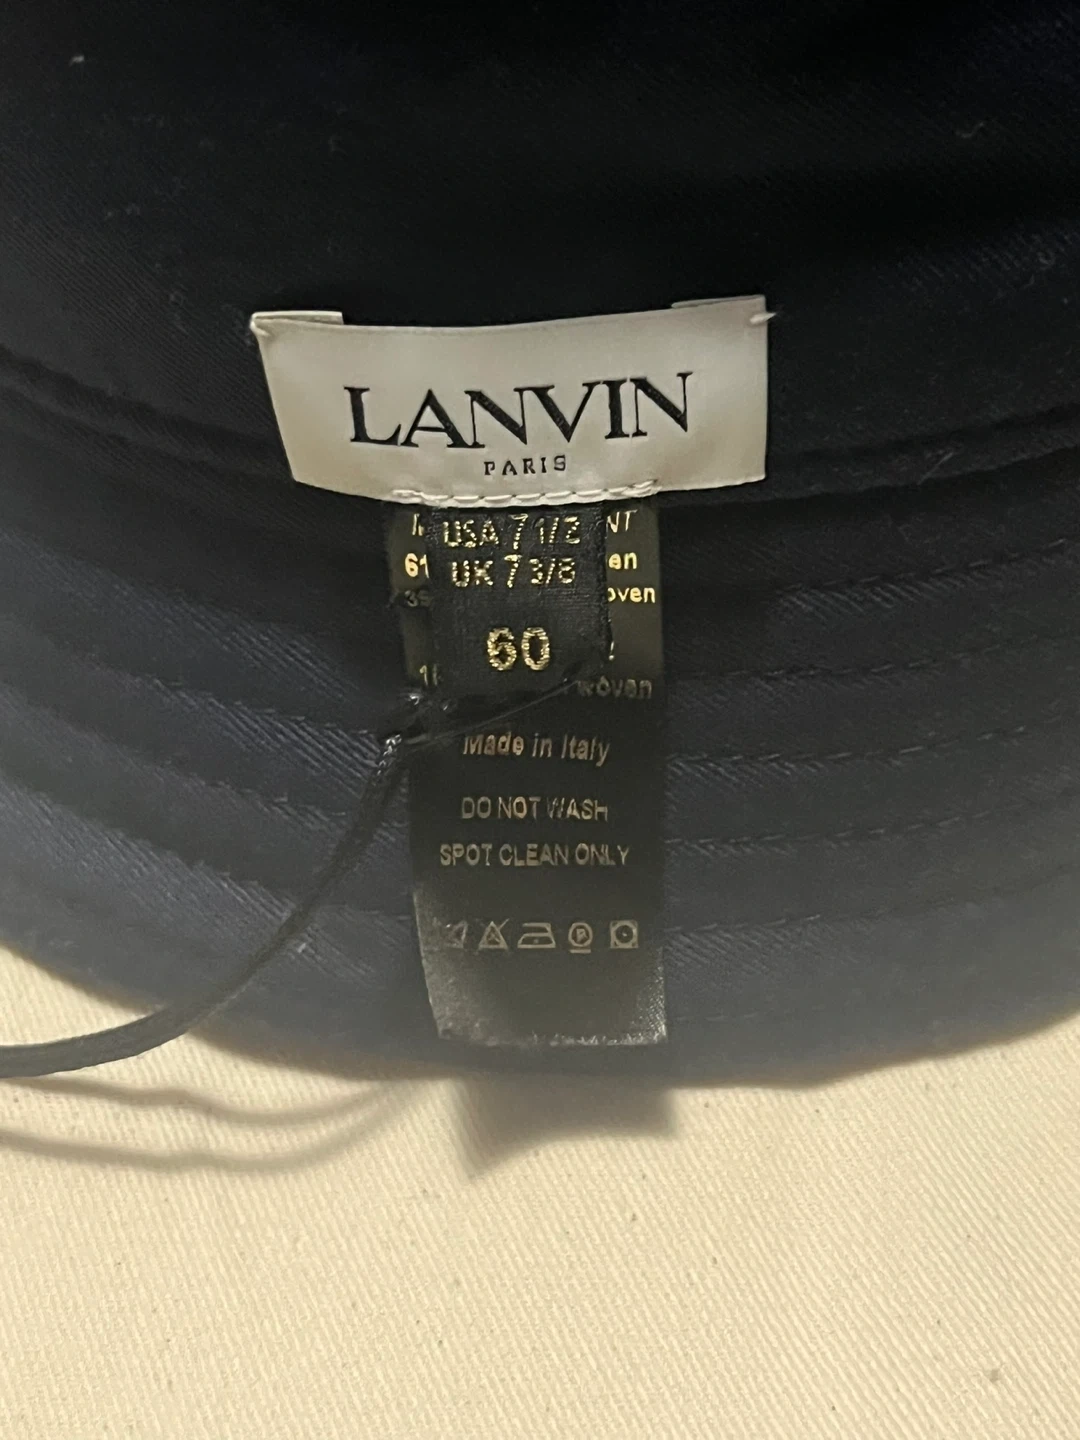 LANVIN
PARIS
USA 7 1/2
UK 7 3/8
60
Made in Italy
DO NOT WASH
SPOT CLEAN ONLY